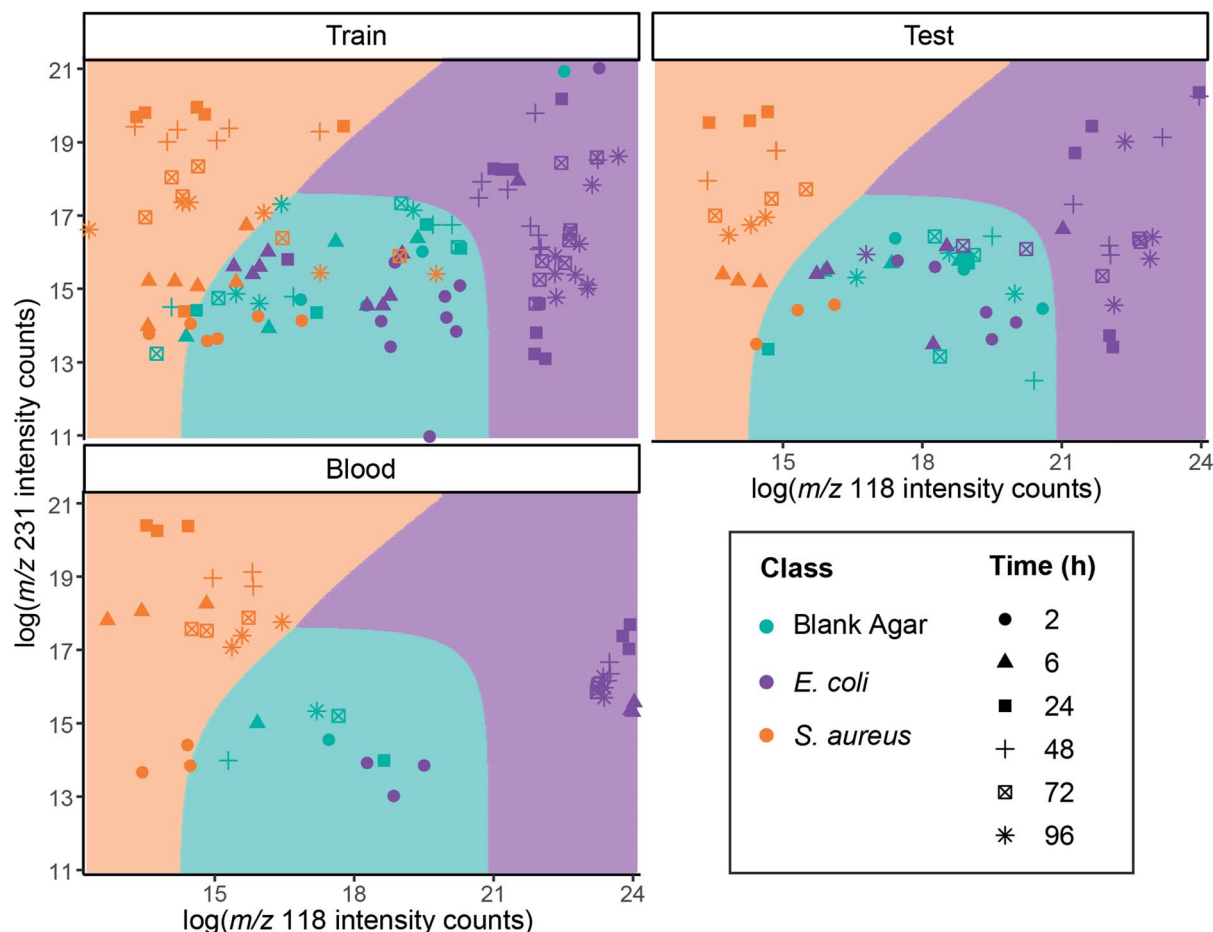 Train
Test
21
19
17
15
13
11
15
18
21
24
log(m/z 118 intensity counts)
Blood
21
19
17
15
13
11
15
18
21
24
log(m/z 118 intensity counts)
log(m/z 231 intensity counts)
Class
Blank Agar
E. coli
S. aureus
Time (h)
2
6
24
48
72
96